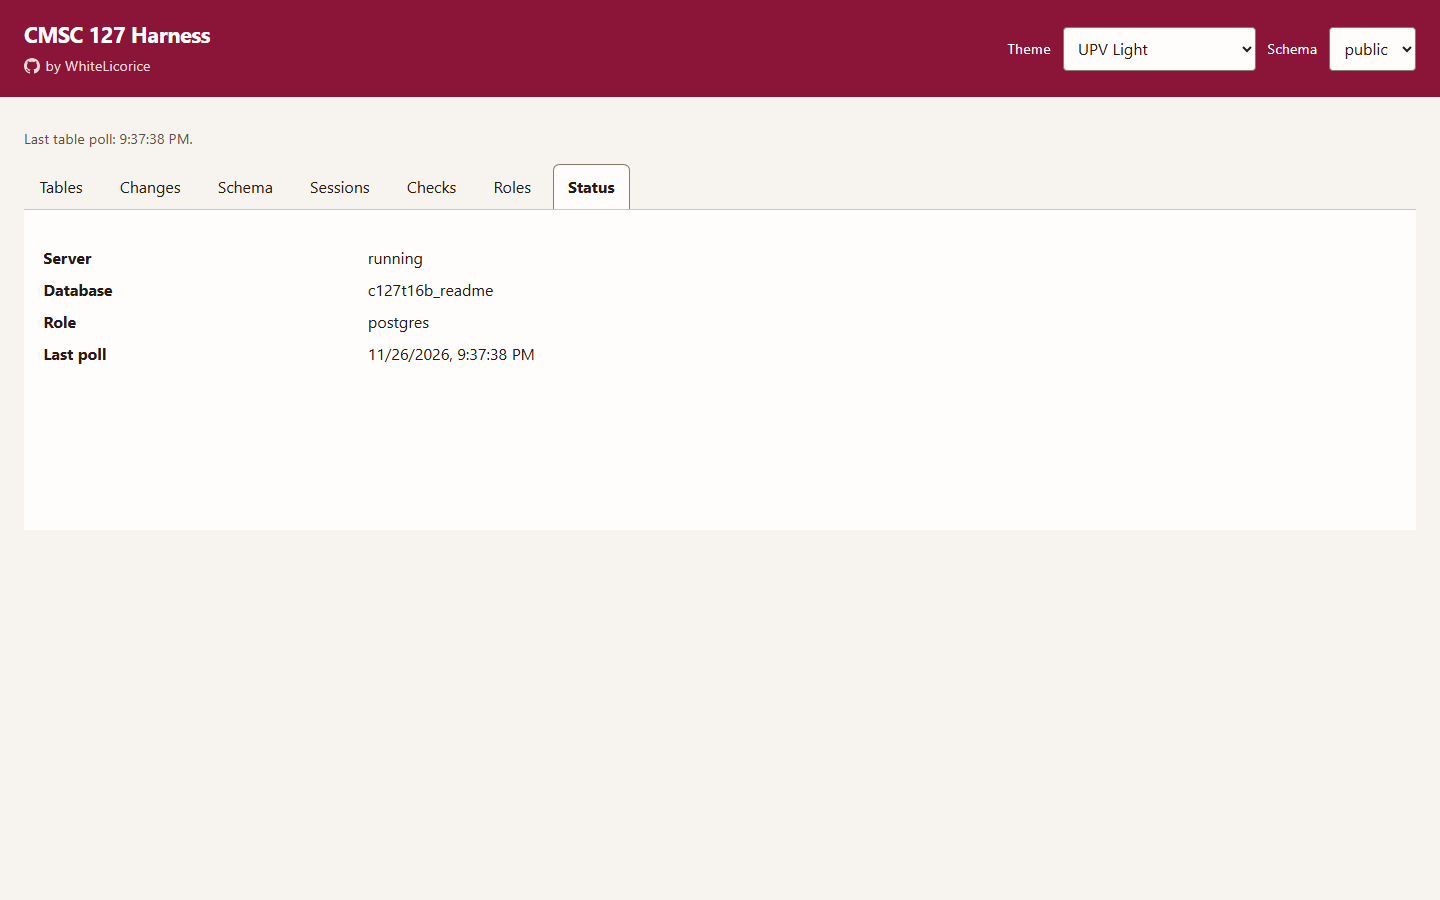 CMSC 127 Harness
by WhiteLicorice
Theme UPV Light Schema public
Last table poll: 9:37:38 PM.
Tables Changes Schema Sessions Checks Roles Status
Server running
Database c127t16b_readme
Role postgres
Last poll 11/26/2026, 9:37:38 PM